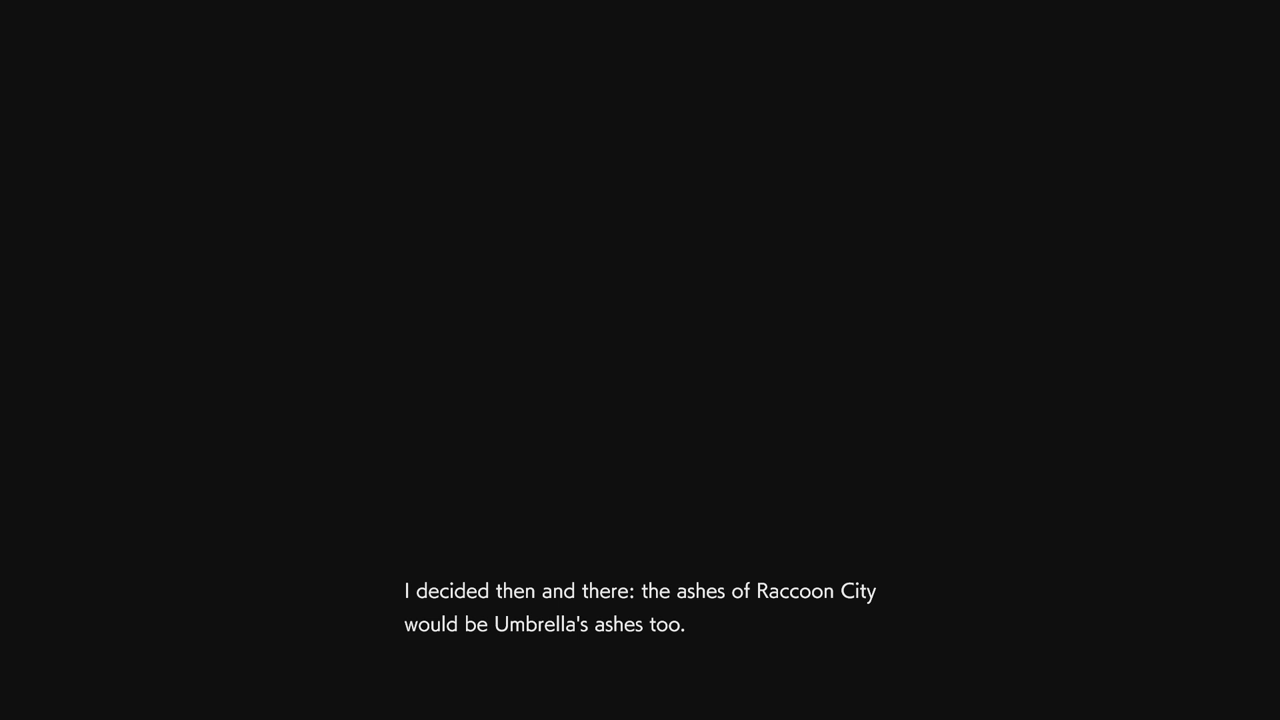 I decided then and there: the ashes of Raccoon City
would be Umbrella's ashes too.